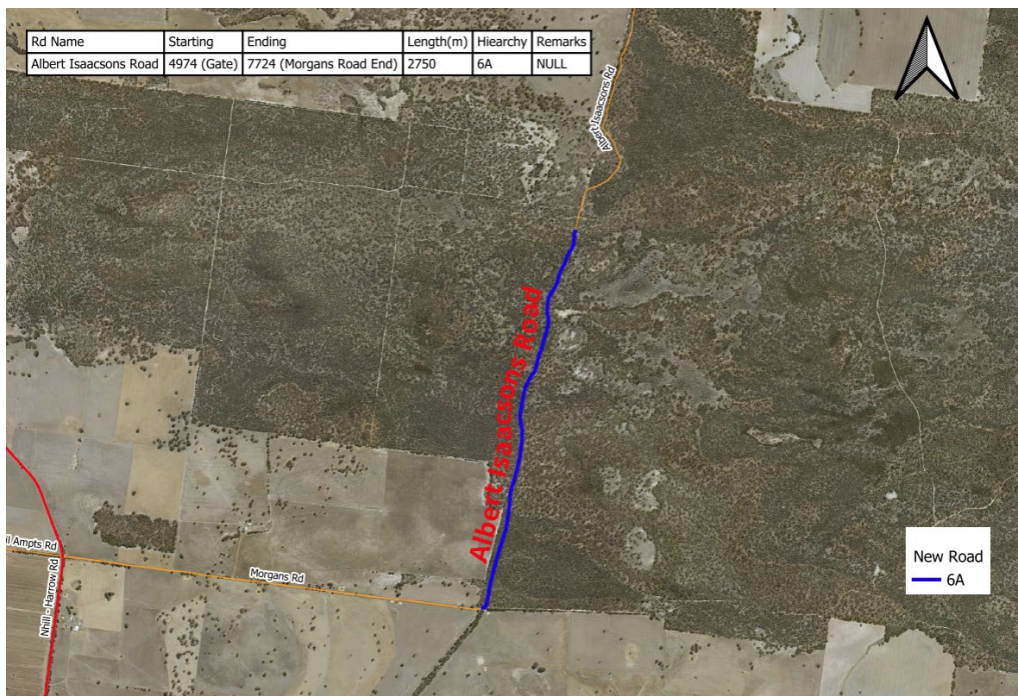 Rd Name Starting Ending Length(m) Hiearchy Remarks
Albert Isaacsons Road 4974 (Gate) 7724 (Morgans Road End) 2750 6A NULL
Albert Isaacsons Rd
Albert Isaacsons Road
il Ampts Rd
Morgans Rd
Nhill - Harrow Rd
New Road
6A